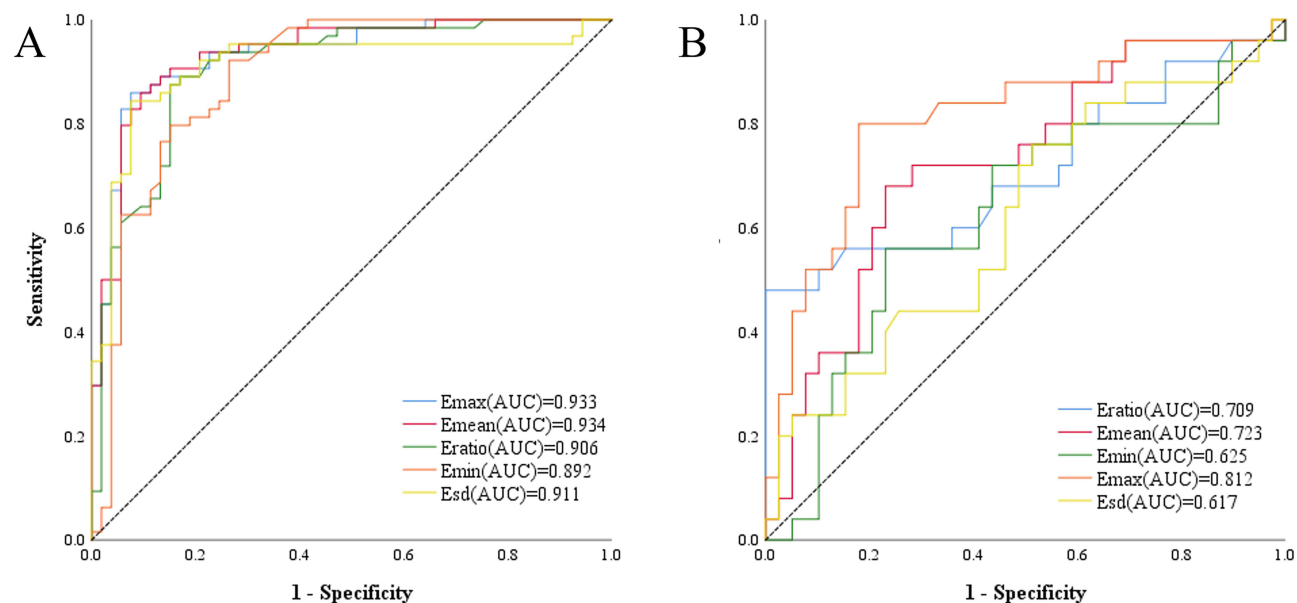 A
1.0
0.8
0.6
0.4
0.2
0.0
Sensitivity
Emax(AUC)=0.933
Emean(AUC)=0.934
Eratio(AUC)=0.906
Emin(AUC)=0.892
Esd(AUC)=0.911
0.0 0.2 0.4 0.6 0.8 1.0
1 - Specificity
B
1.0
0.8
0.6
0.4
0.2
0.0
Eratio(AUC)=0.709
Emean(AUC)=0.723
Emin(AUC)=0.625
Emax(AUC)=0.812
Esd(AUC)=0.617
0.0 0.2 0.4 0.6 0.8 1.0
1 - Specificity